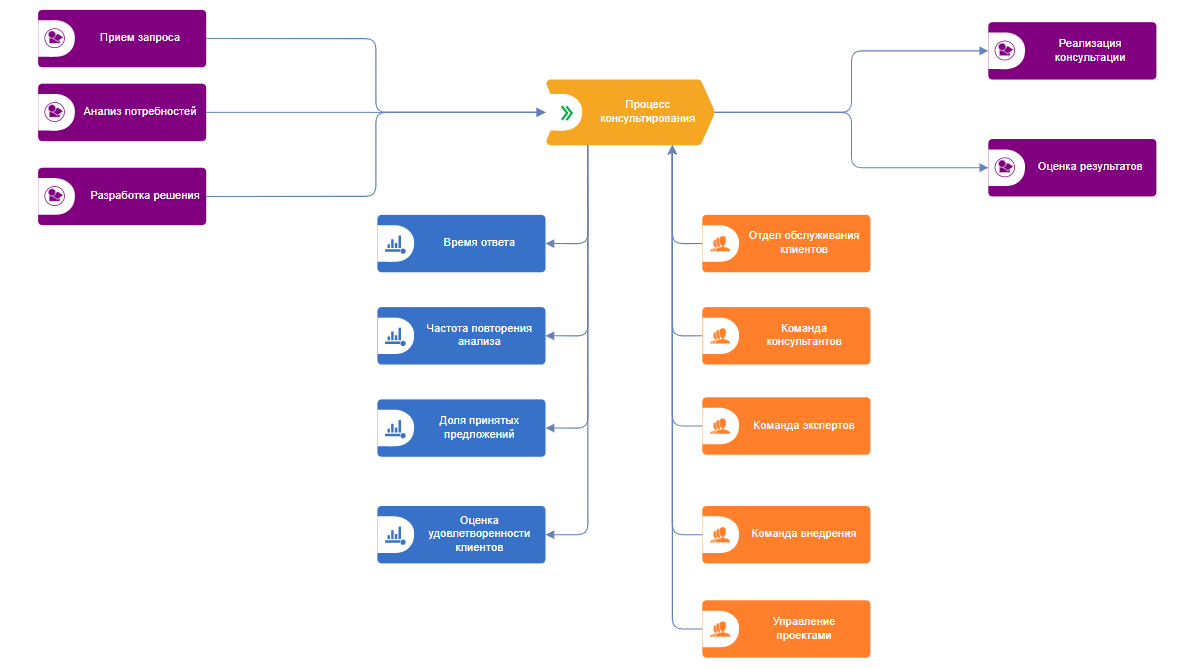 Прием запроса
Анализ потребностей
Разработка решения
Процесс
консультирования
Реализация
консультации
Оценка результатов
Время ответа
Частота повторения
анализа
Доля принятых
предложений
Оценка
удовлетворенности
клиентов
Отдел обслуживания
клиентов
Команда
консультантов
Команда экспертов
Команда внедрения
Управление
проектами